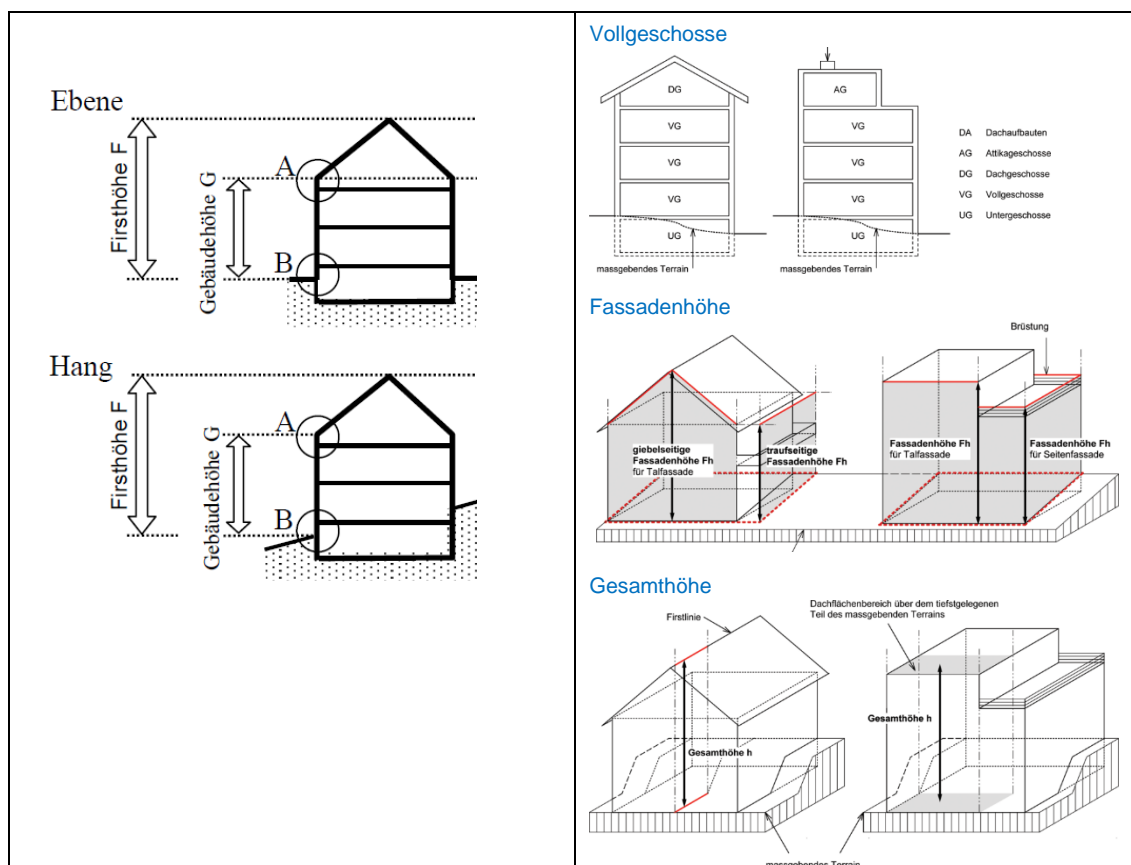 Ebene
Firsthöhe F
Gebäudehöhe G
A
B
Hang
Firsthöhe F
Gebäudehöhe G
A
B
Vollgeschosse
DG
VG
VG
VG
UG
massgebendes Terrain
AG
VG
VG
VG
UG
massgebendes Terrain
DA Dachaufbauten
AG Attikageschosse
DG Dachgeschosse
VG Vollgeschosse
UG Untergeschosse
Fassadenhöhe
Brüstung
giebelseitige
Fassadenhöhe Fh
für Talfassade
traufseitige
Fassadenhöhe Fh
Fassadenhöhe Fh
für Talfassade
Fassadenhöhe Fh
für Seitenfassade
Gesamthöhe
Firstlinie
Dachflächenbereich über dem tiefstgelegenen
Teil des massgebenden Terrains
Gesamthöhe h
Gesamthöhe h
massgebendes Terrain